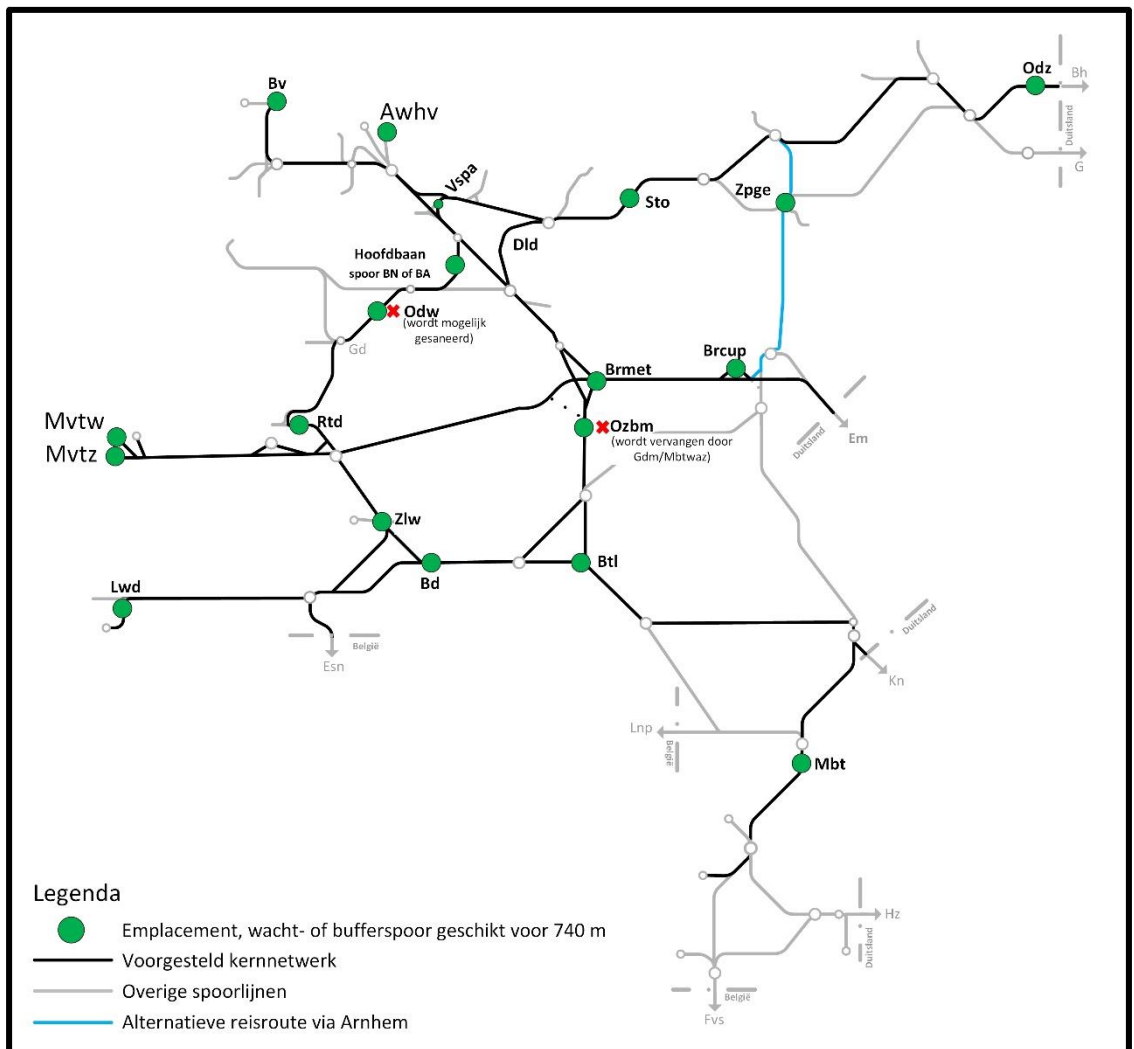 Bv
Awhv
Vspa
Odz
Bh
Duitsland
G
Sto
Zpge
Dld
Hoofdbaan
spoor BN of BA
Odw
(wordt mogelijk
gesaneerd)
Gd
Brmet
Brcup
Em
Duitsland
Mvtw
Mvtz
Rtd
Ozbm
(wordt vervangen door
Gdm/Mbtwaz)
Zlw
Bd
Btl
Lwd
België
Esn
Duitsland
Kn
Lnp
België
Mbt
Hz
Duitsland
België
Fvs
Legenda
Emplacement, wacht- of bufferspoor geschikt voor 740 m
Voorgesteld kernnetwerk
Overige spoorlijnen
Alternatieve reisroute via Arnhem